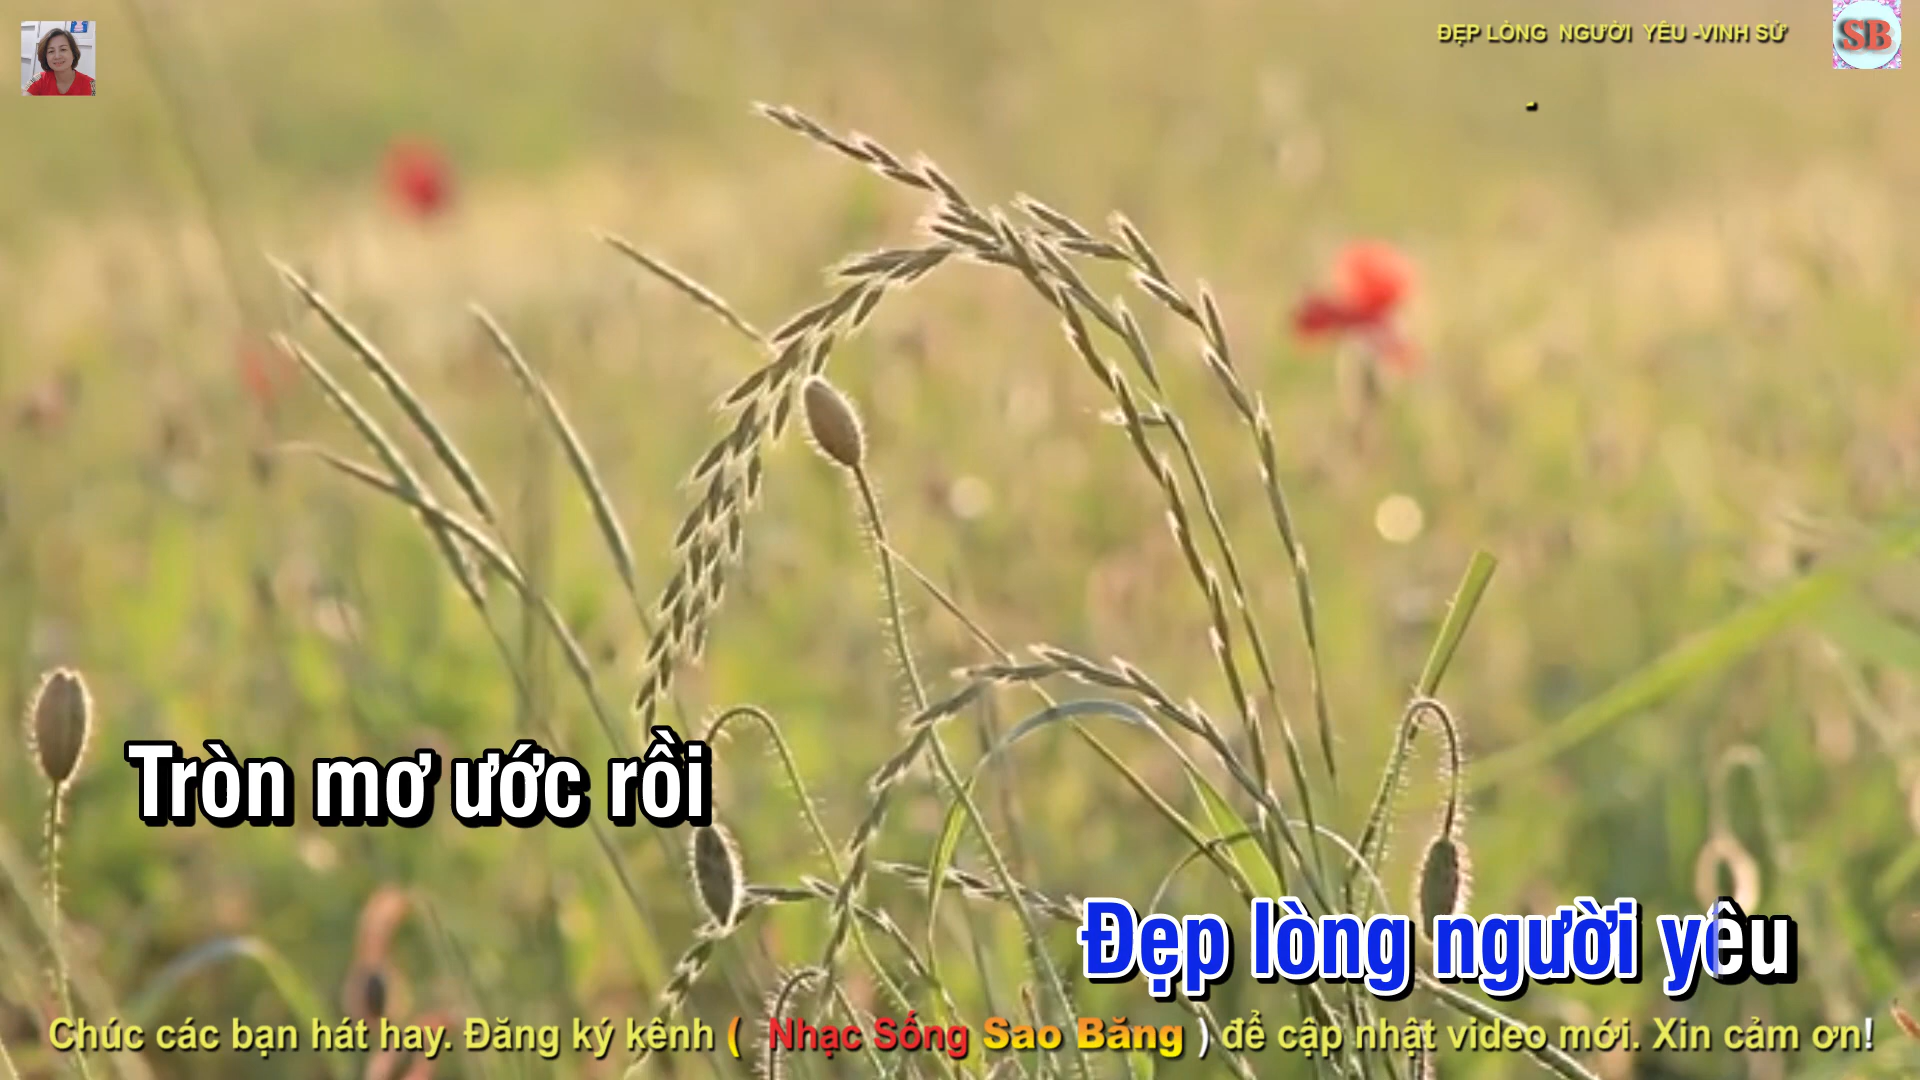 ĐẸP LÒNG NGƯỜI YÊU -VINH SỬ
SB
Tròn mơ ước rồi
Đẹp lòng người yêu
Chúc các bạn hát hay. Đăng ký kênh ( Nhạc Sống Sao Băng ) để cập nhật video mới. Xin cảm ơn!